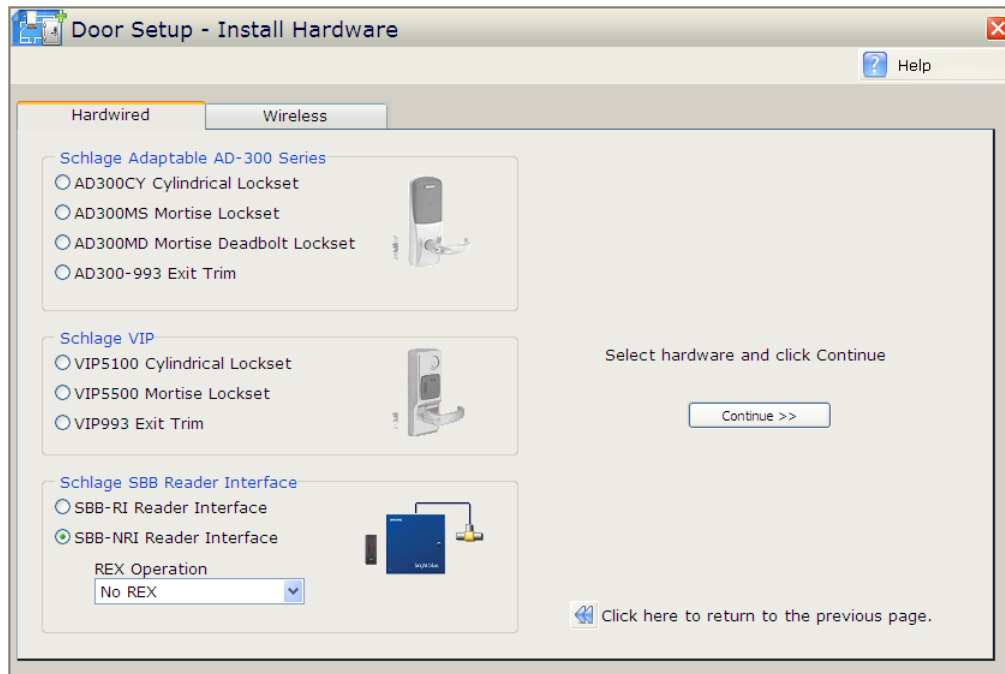 Door Setup - Install Hardware
Help
Hardwired
Wireless
Schlage Adaptable AD-300 Series
AD300CY Cylindrical Lockset
AD300MS Mortise Lockset
AD300MD Mortise Deadbolt Lockset
AD300-993 Exit Trim
Schlage VIP
VIP5100 Cylindrical Lockset
VIP5500 Mortise Lockset
VIP993 Exit Trim
Schlage SBB Reader Interface
SBB-RI Reader Interface
SBB-NRI Reader Interface
REX Operation
No REX
bright blue
Select hardware and click Continue
Continue >>
Click here to return to the previous page.